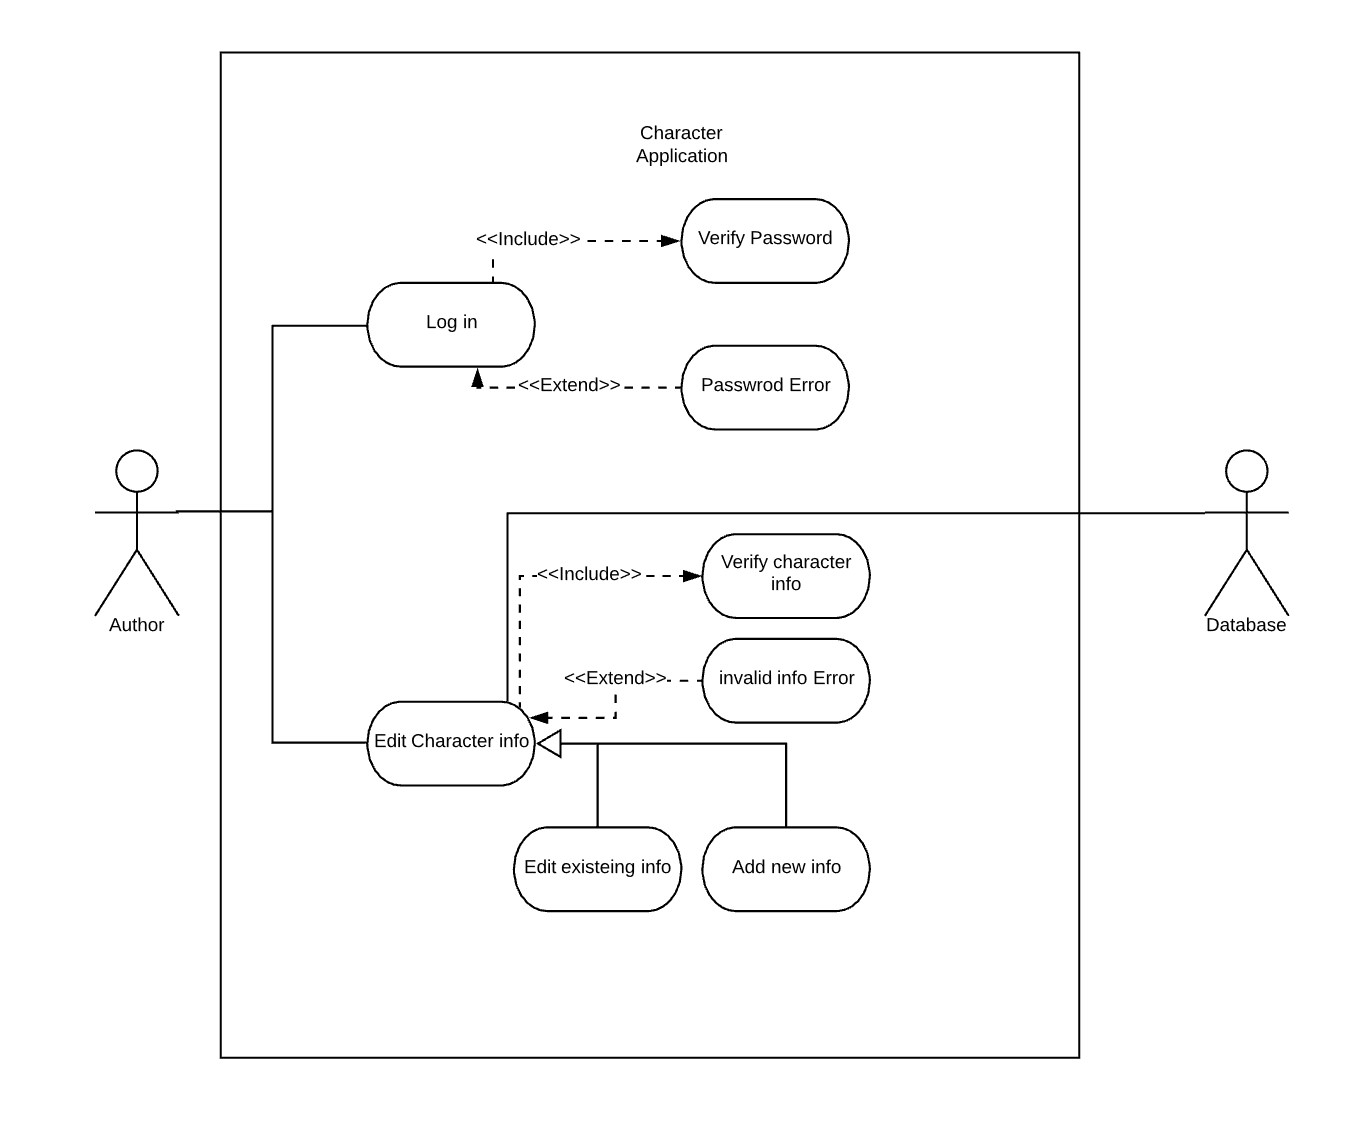 Character
Application
<<Include>>
Verify Password
Log in
<<Extend>>
Passwrod Error
Author
Database
<<Include>>
Verify character
info
<<Extend>>
invalid info Error
Edit Character info
Edit existeing info
Add new info